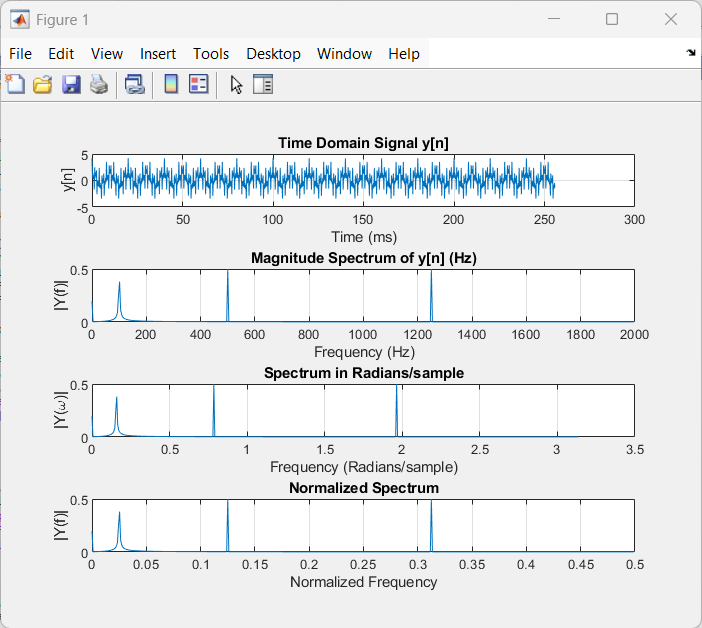 Figure 1
File Edit View Insert Tools Desktop Window Help
Time Domain Signal y[n]
y[n]
5
0
-5
0 50 100 150 200 250 300
Time (ms)
Magnitude Spectrum of y[n] (Hz)
|Y(f)|
0.5
0
0 200 400 600 800 1000 1200 1400 1600 1800 2000
Frequency (Hz)
Spectrum in Radians/sample
|Y(ω)|
0.5
0
0 0.5 1 1.5 2 2.5 3 3.5
Frequency (Radians/sample)
Normalized Spectrum
|Y(f)|
0.5
0
0 0.05 0.1 0.15 0.2 0.25 0.3 0.35 0.4 0.45 0.5
Normalized Frequency